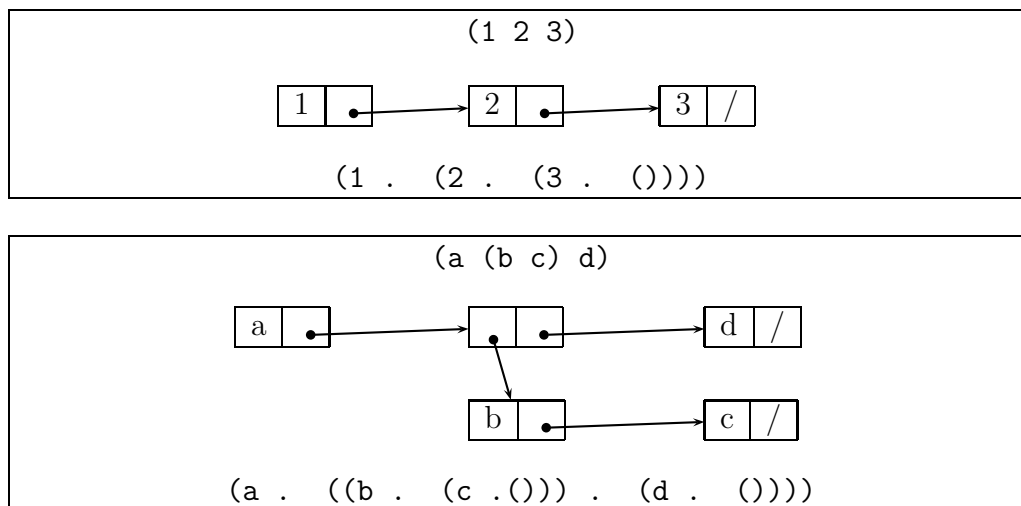 (1 2 3)
1 2 3 /
(1 . (2 . (3 . ())))
(a (b c) d)
a d /
b c /
(a . ((b . (c .())) . (d . ())))